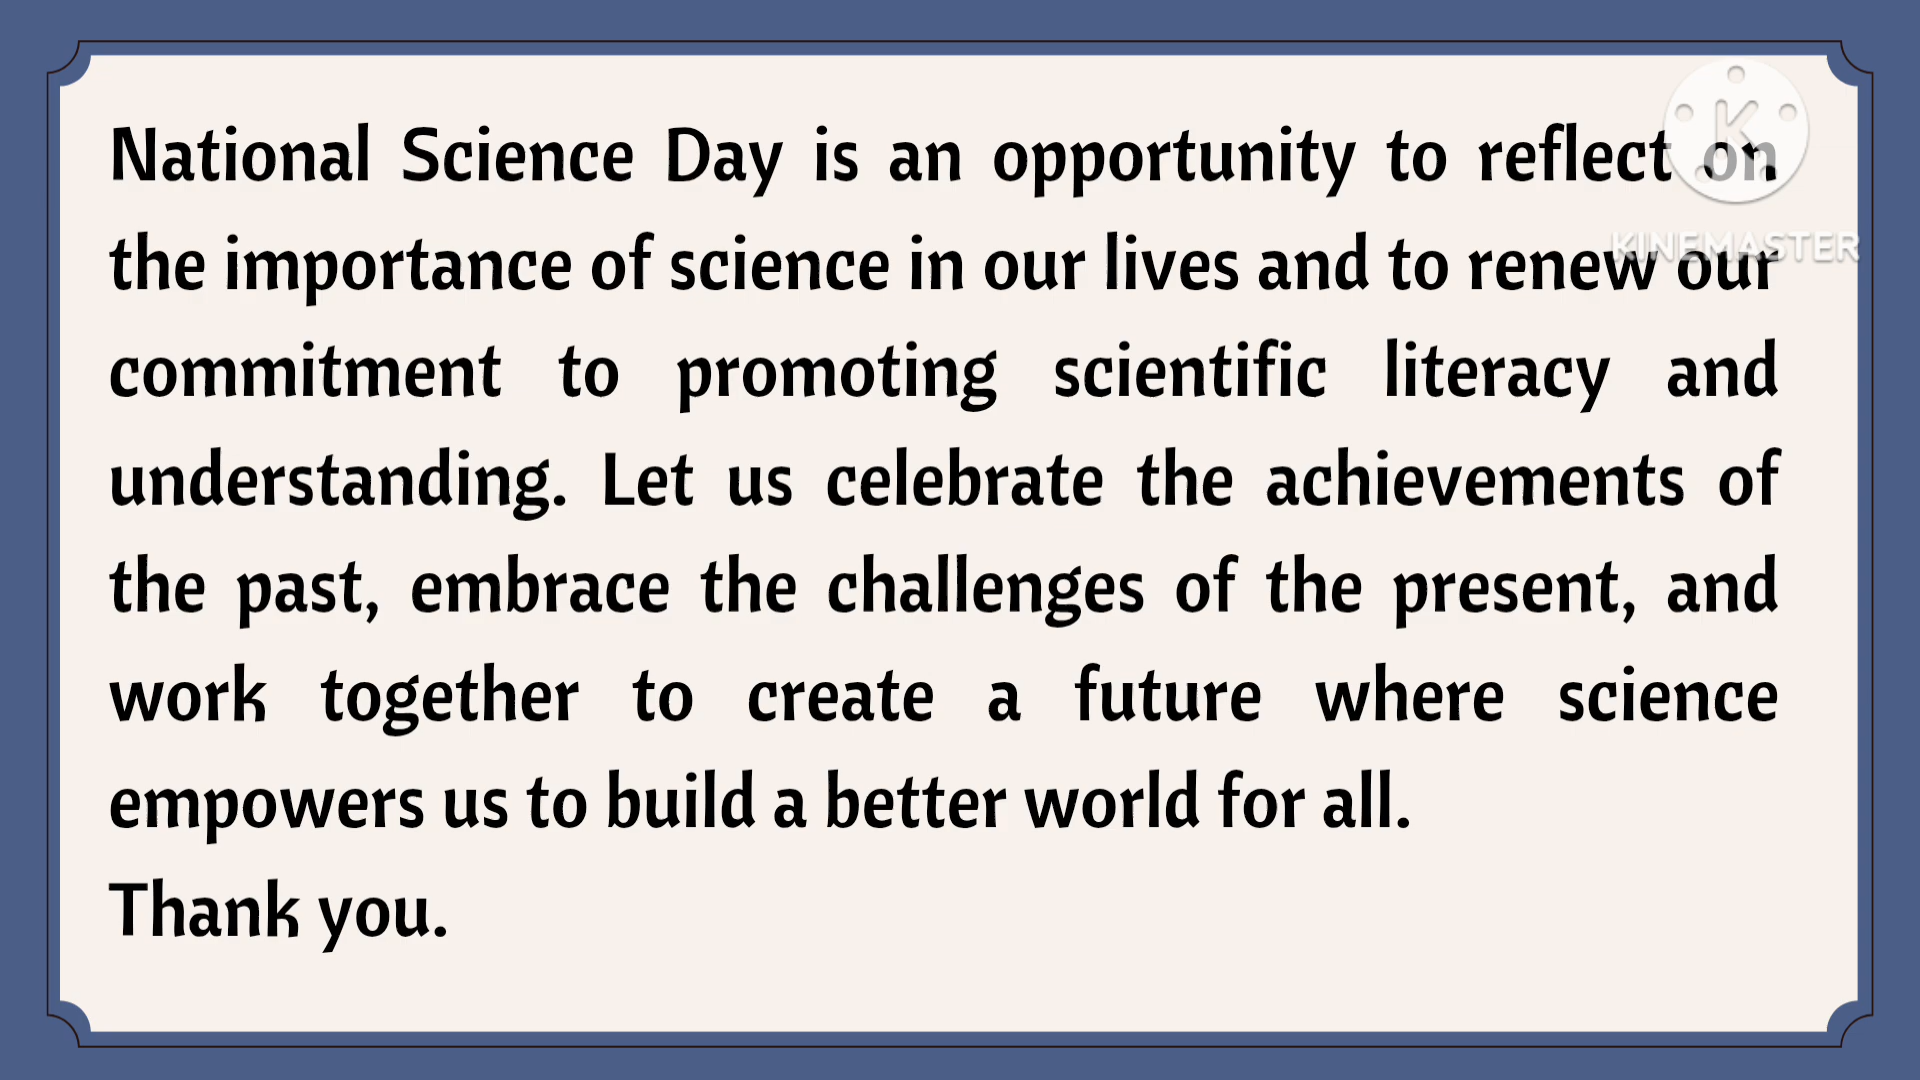 National Science Day is an opportunity to reflect on
the importance of science in our lives and to renew our
commitment to promoting scientific literacy and
understanding. Let us celebrate the achievements of
the past, embrace the challenges of the present, and
work together to create a future where science
empowers us to build a better world for all.
Thank you.
K
KINEMASTER